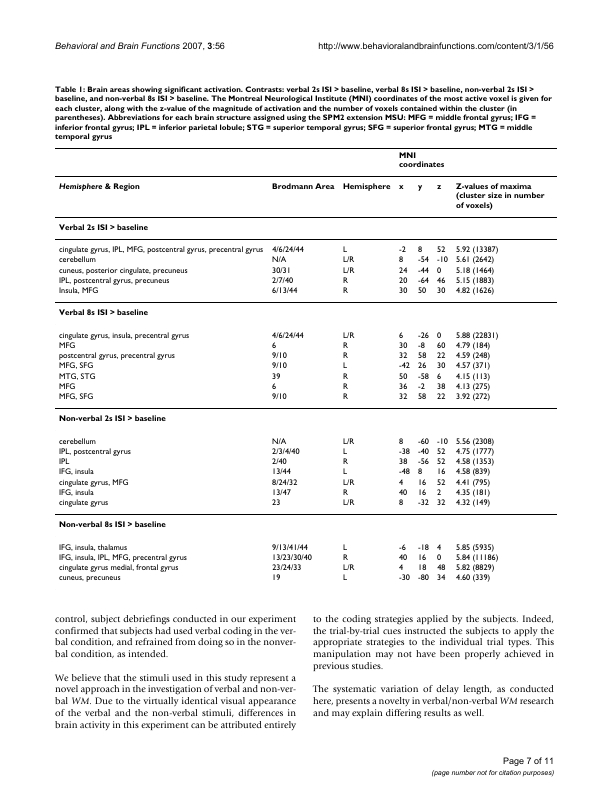 Behavioral and Brain Functions 2007, 3:56
http://www.behavioralandbrainfunctions.com/content/3/1/56
Table 1: Brain areas showing significant activation. Contrasts: verbal 2s ISI > baseline, verbal 8s ISI > baseline, non-verbal 2s ISI >
baseline, and non-verbal 8s ISI > baseline. The Montreal Neurological Institute (MNI) coordinates of the most active voxel is given for
each cluster, along with the z-value of the magnitude of activation and the number of voxels contained within the cluster (in
parentheses). Abbreviations for each brain structure assigned using the SPM2 extension MSU: MFG = middle frontal gyrus; IFG =
inferior frontal gyrus; IPL = inferior parietal lobule; STG = superior temporal gyrus; SFG = superior frontal gyrus; MTG = middle
temporal gyrus
MNI
coordinates
Hemisphere & Region Brodmann Area Hemisphere x y z Z-values of maxima
(cluster size in number
of voxels)
Verbal 2s ISI > baseline
cingulate gyrus, IPL, MFG, postcentral gyrus, precentral gyrus 4/6/24/44 L -2 8 52 5.92 (13387)
cerebellum N/A L/R 8 -54 -10 5.61 (2642)
cuneus, posterior cingulate, precuneus 30/31 L/R 24 -44 0 5.18 (1464)
IPL, postcentral gyrus, precuneus 2/7/40 R 20 -64 46 5.15 (1883)
Insula, MFG 6/13/44 R 30 50 30 4.82 (1626)
Verbal 8s ISI > baseline
cingulate gyrus, insula, precentral gyrus 4/6/24/44 L/R 6 -26 0 5.88 (22831)
MFG 6 R 30 -8 60 4.79 (184)
postcentral gyrus, precentral gyrus 9/10 R 32 58 22 4.59 (248)
MFG, SFG 9/10 L -42 26 30 4.57 (371)
MTG, STG 39 R 50 -58 6 4.15 (113)
MFG 6 R 36 -2 38 4.13 (275)
MFG, SFG 9/10 R 32 58 22 3.92 (272)
Non-verbal 2s ISI > baseline
cerebellum N/A L/R 8 -60 -10 5.56 (2308)
IPL, postcentral gyrus 2/3/4/40 L -38 -40 52 4.75 (1777)
IPL 2/40 R 38 -56 52 4.58 (1353)
IFG, insula 13/44 L -48 8 16 4.58 (839)
cingulate gyrus, MFG 8/24/32 L/R 4 16 52 4.41 (795)
IFG, insula 13/47 R 40 16 2 4.35 (181)
cingulate gyrus 23 L/R 8 -32 32 4.32 (149)
Non-verbal 8s ISI > baseline
IFG, insula, thalamus 9/13/41/44 L -6 -18 4 5.85 (5935)
IFG, insula, IPL, MFG, precentral gyrus 13/23/30/40 R 40 16 0 5.84 (11186)
cingulate gyrus medial, frontal gyrus 23/24/33 L/R 4 18 48 5.82 (8829)
cuneus, precuneus 19 L -30 -80 34 4.60 (339)
control, subject debriefings conducted in our experiment
confirmed that subjects had used verbal coding in the ver-
bal condition, and refrained from doing so in the nonver-
bal condition, as intended.
We believe that the stimuli used in this study represent a
novel approach in the investigation of verbal and non-ver-
bal WM. Due to the virtually identical visual appearance
of the verbal and the non-verbal stimuli, differences in
brain activity in this experiment can be attributed entirely
to the coding strategies applied by the subjects. Indeed,
the trial-by-trial cues instructed the subjects to apply the
appropriate strategies to the individual trial types. This
manipulation may not have been properly achieved in
previous studies.
The systematic variation of delay length, as conducted
here, presents a novelty in verbal/non-verbal WM research
and may explain differing results as well.
Page 7 of 11
(page number not for citation purposes)